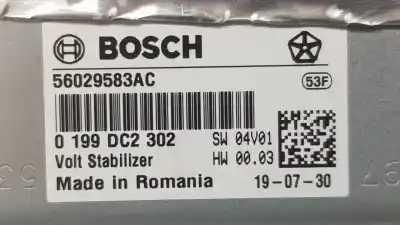 BOSCH
56029583AC
53F
0 199 DC2 302 SW 04V01
Volt Stabilizer HW 00.03
Made in Romania 19-07-30